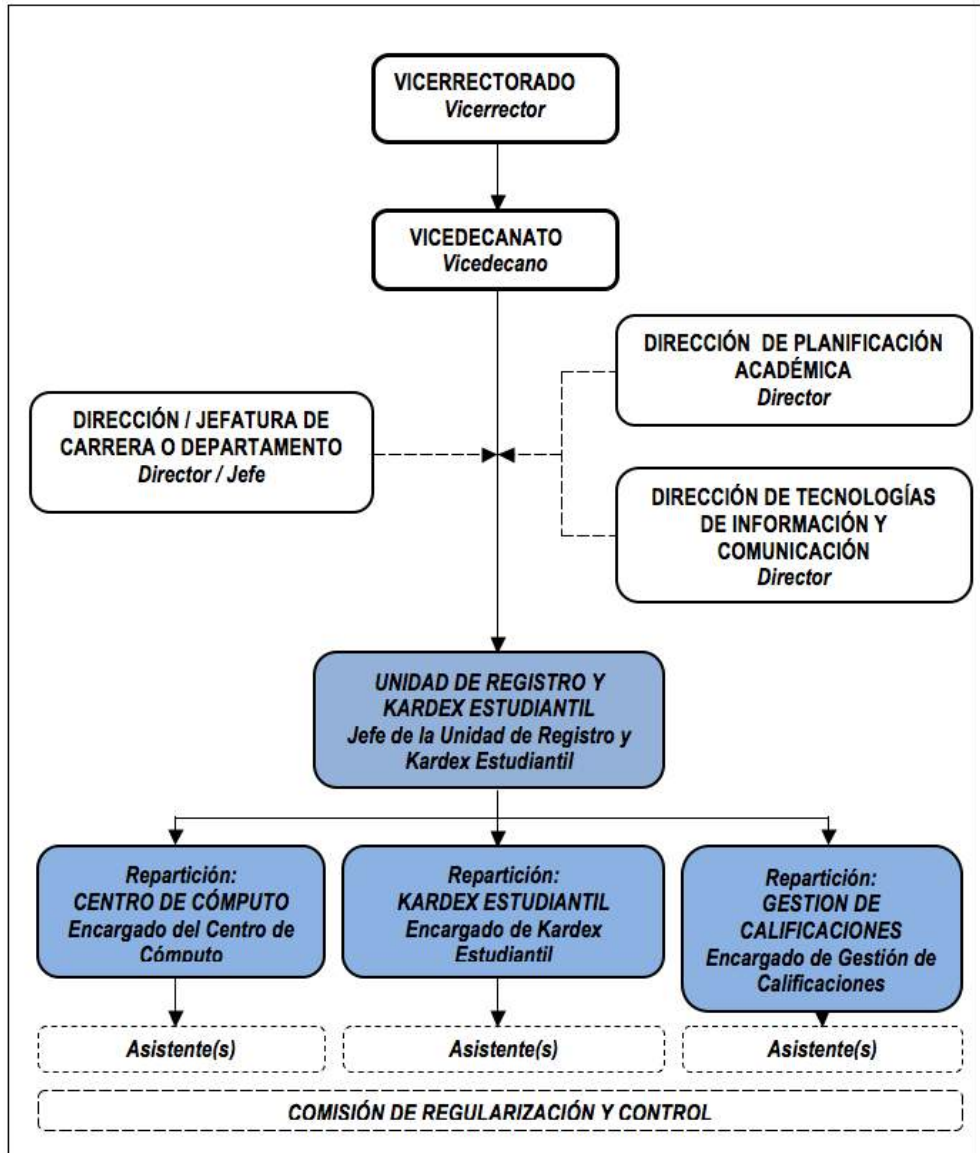 VICERRECTORADO
Vicerrector
VICEDECANATO
Vicedecano
DIRECCIÓN DE PLANIFICACIÓN
ACADÉMICA
Director
DIRECCIÓN / JEFATURA DE
CARRERA O DEPARTAMENTO
Director / Jefe
DIRECCIÓN DE TECNOLOGÍAS
DE INFORMACIÓN Y
COMUNICACIÓN
Director
UNIDAD DE REGISTRO Y
KARDEX ESTUDIANTIL
Jefe de la Unidad de Registro y
Kardex Estudiantil
Repartición:
CENTRO DE CÓMPUTO
Encargado del Centro de
Cómputo
Repartición:
KARDEX ESTUDIANTIL
Encargado de Kardex
Estudiantil
Repartición:
GESTION DE
CALIFICACIONES
Encargado de Gestión de
Calificaciones
Asistente(s)
Asistente(s)
Asistente(s)
COMISIÓN DE REGULARIZACIÓN Y CONTROL